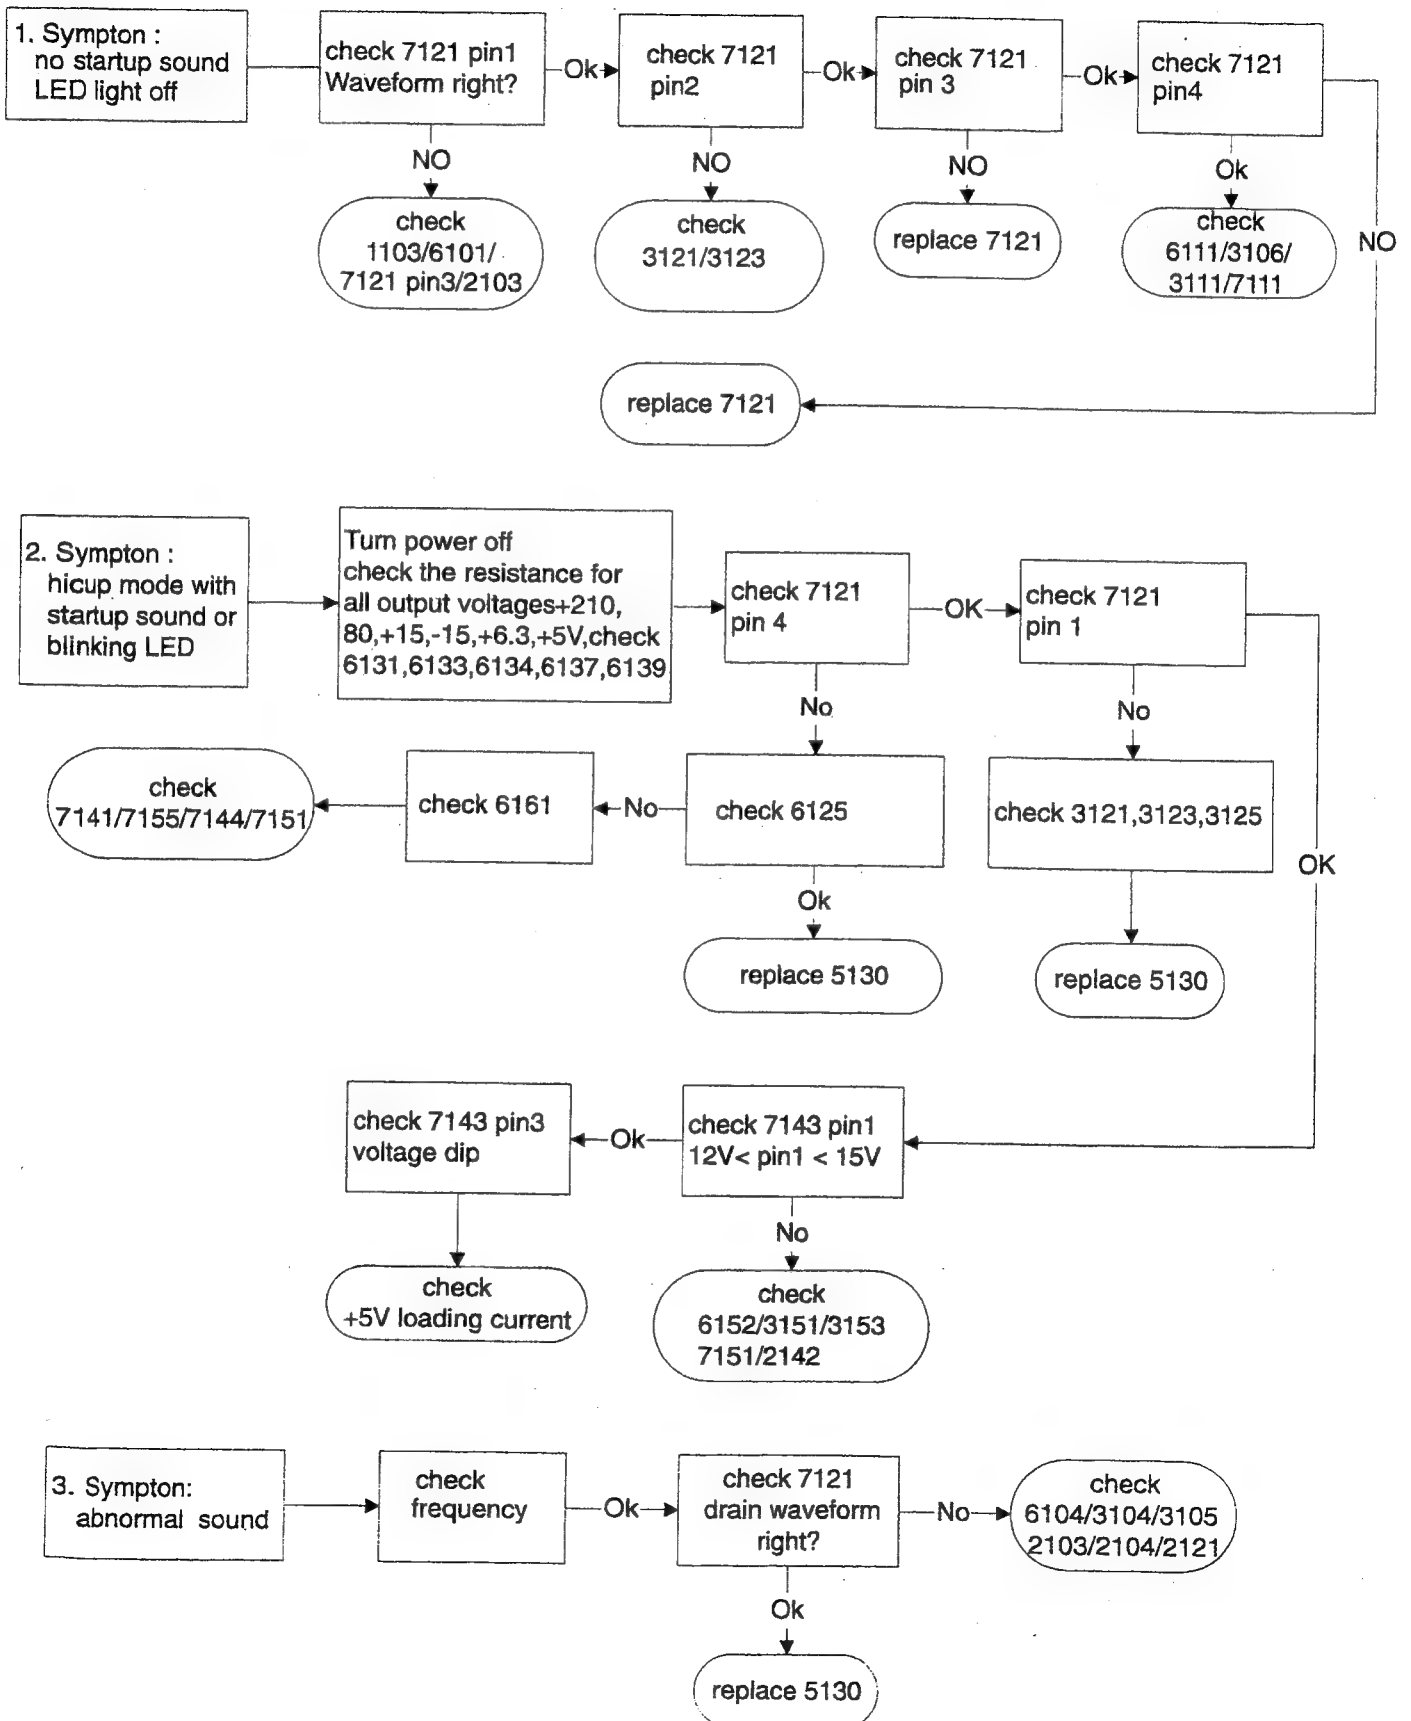 1. Sympton :
no startup sound
LED light off
check 7121 pin1
Waveform right?
Ok
check 7121
pin2
Ok
check 7121
pin 3
Ok
check 7121
pin4
NO
NO
NO
Ok
NO
check
1103/6101/
7121 pin3/2103
check
3121/3123
replace 7121
check
6111/3106/
3111/7111
replace 7121
2. Sympton :
hicup mode with
startup sound or
blinking LED
Turn power off
check the resistance for
all output voltages+210,
80,+15,-15,+6.3,+5V,check
6131,6133,6134,6137,6139
check 7121
pin 4
OK
check 7121
pin 1
No
No
check
7141/7155/7144/7151
check 6161
No
check 6125
check 3121,3123,3125
OK
Ok
replace 5130
replace 5130
check 7143 pin3
voltage dip
Ok
check 7143 pin1
12V< pin1 < 15V
No
check
+5V loading current
check
6152/3151/3153
7151/2142
3. Sympton:
abnormal sound
check
frequency
Ok
check 7121
drain waveform
right?
No
check
6104/3104/3105
2103/2104/2121
Ok
replace 5130